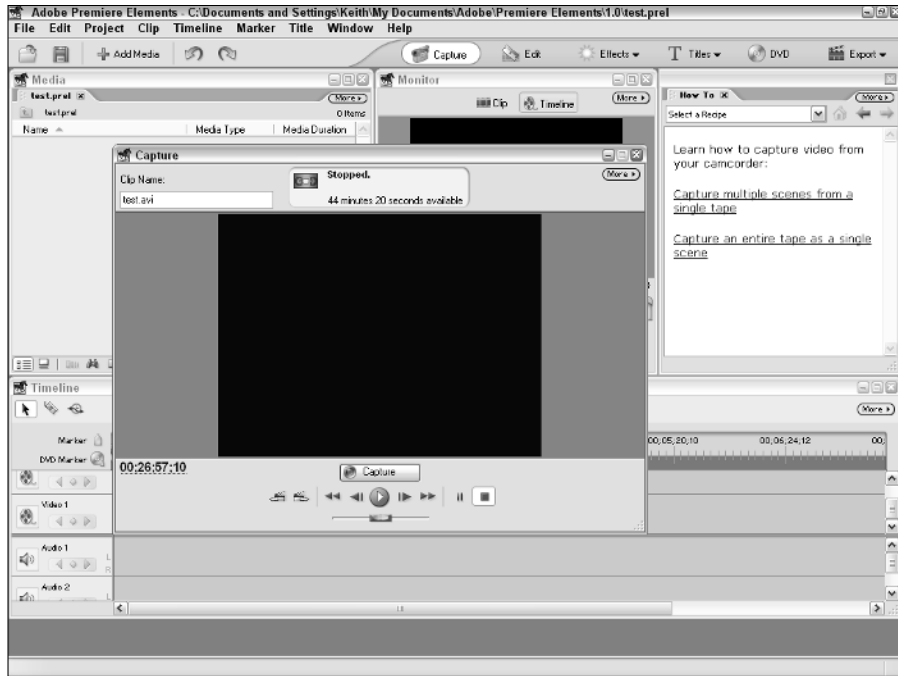 Adobe Premiere Elements - C:\Documents and Settings\Keith\My Documents\Adobe\Premiere Elements\1.0\test.prel
File Edit Project Clip Timeline Marker Title Window Help
Add Media Capture Edit Effects Titles DVD Export
Media
test.prel
More
testprel
0 Items
Name Media Type Media Duration
Monitor
Clip Timeline More
How To
More
Select a Recipe
Learn how to capture video from
your camcorder:
Capture multiple scenes from a
single tape
Capture an entire tape as a single
scene
Capture
Clip Name:
test.avi
Stopped.
44 minutes 20 seconds available
More
00;26;57;10
Capture
Timeline
More
Marker
DVD Marker
00;05;20;10 00;06;24;12 00;
Video 1
Audio 1
L
R
Audio 2
L